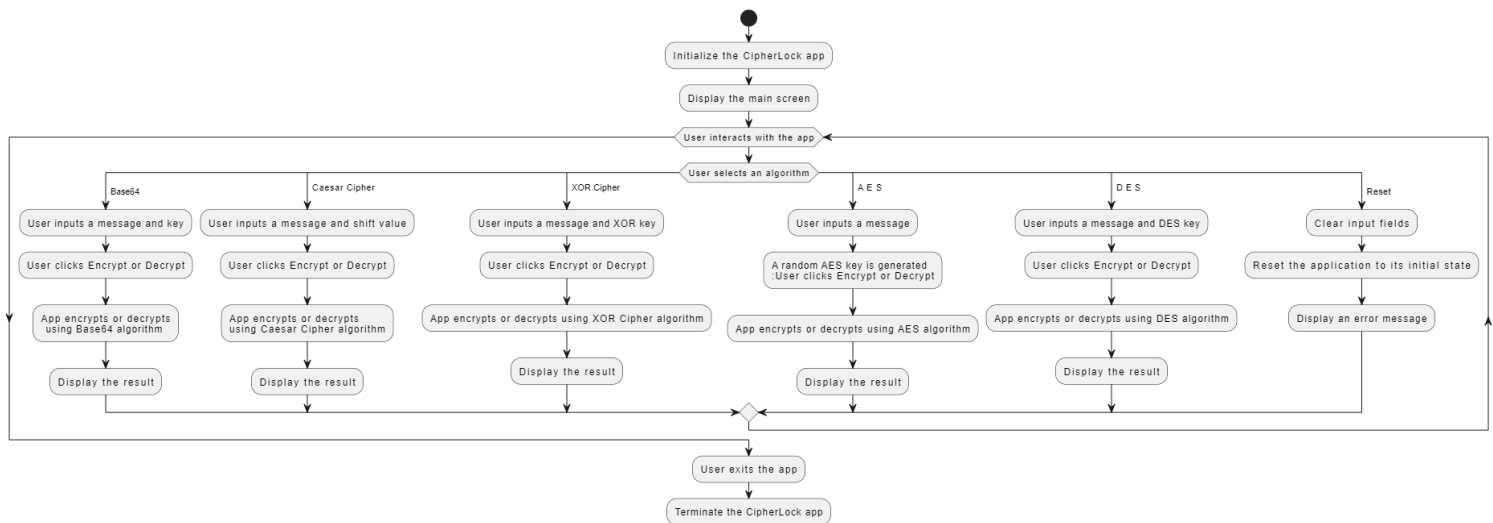 Initialize the CipherLock app
Display the main screen
User interacts with the app
User selects an algorithm
Base64
User inputs a message and key
User clicks Encrypt or Decrypt
App encrypts or decrypts
using Base64 algorithm
Display the result
Caesar Cipher
User inputs a message and shift value
User clicks Encrypt or Decrypt
App encrypts or decrypts
using Caesar Cipher algorithm
Display the result
XOR Cipher
User inputs a message and XOR key
User clicks Encrypt or Decrypt
App encrypts or decrypts using XOR Cipher algorithm
Display the result
A E S
User inputs a message
A random AES key is generated
:User clicks Encrypt or Decrypt
App encrypts or decrypts using AES algorithm
Display the result
D E S
User inputs a message and DES key
User clicks Encrypt or Decrypt
App encrypts or decrypts using DES algorithm
Display the result
Reset
Clear input fields
Reset the application to its initial state
Display an error message
User exits the app
Terminate the CipherLock app